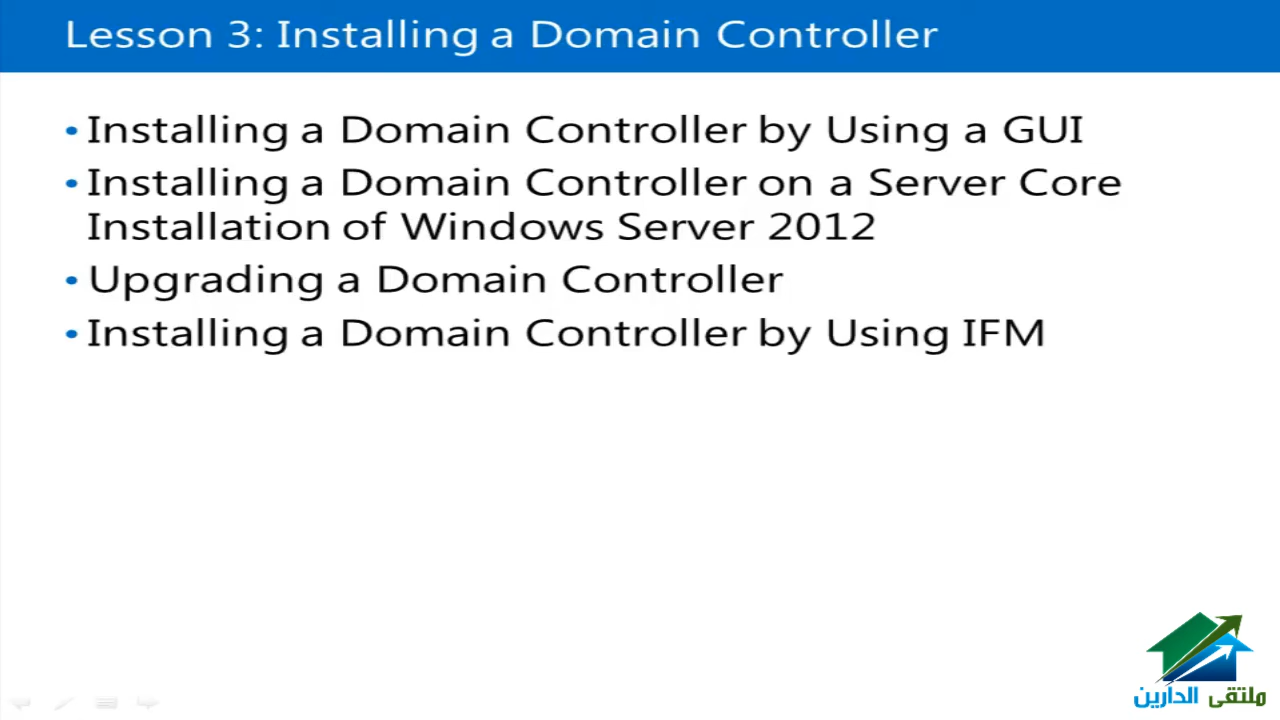 Lesson 3: Installing a Domain Controller
• Installing a Domain Controller by Using a GUI
• Installing a Domain Controller on a Server Core
Installation of Windows Server 2012
• Upgrading a Domain Controller
• Installing a Domain Controller by Using IFM
ملتقى الدارين